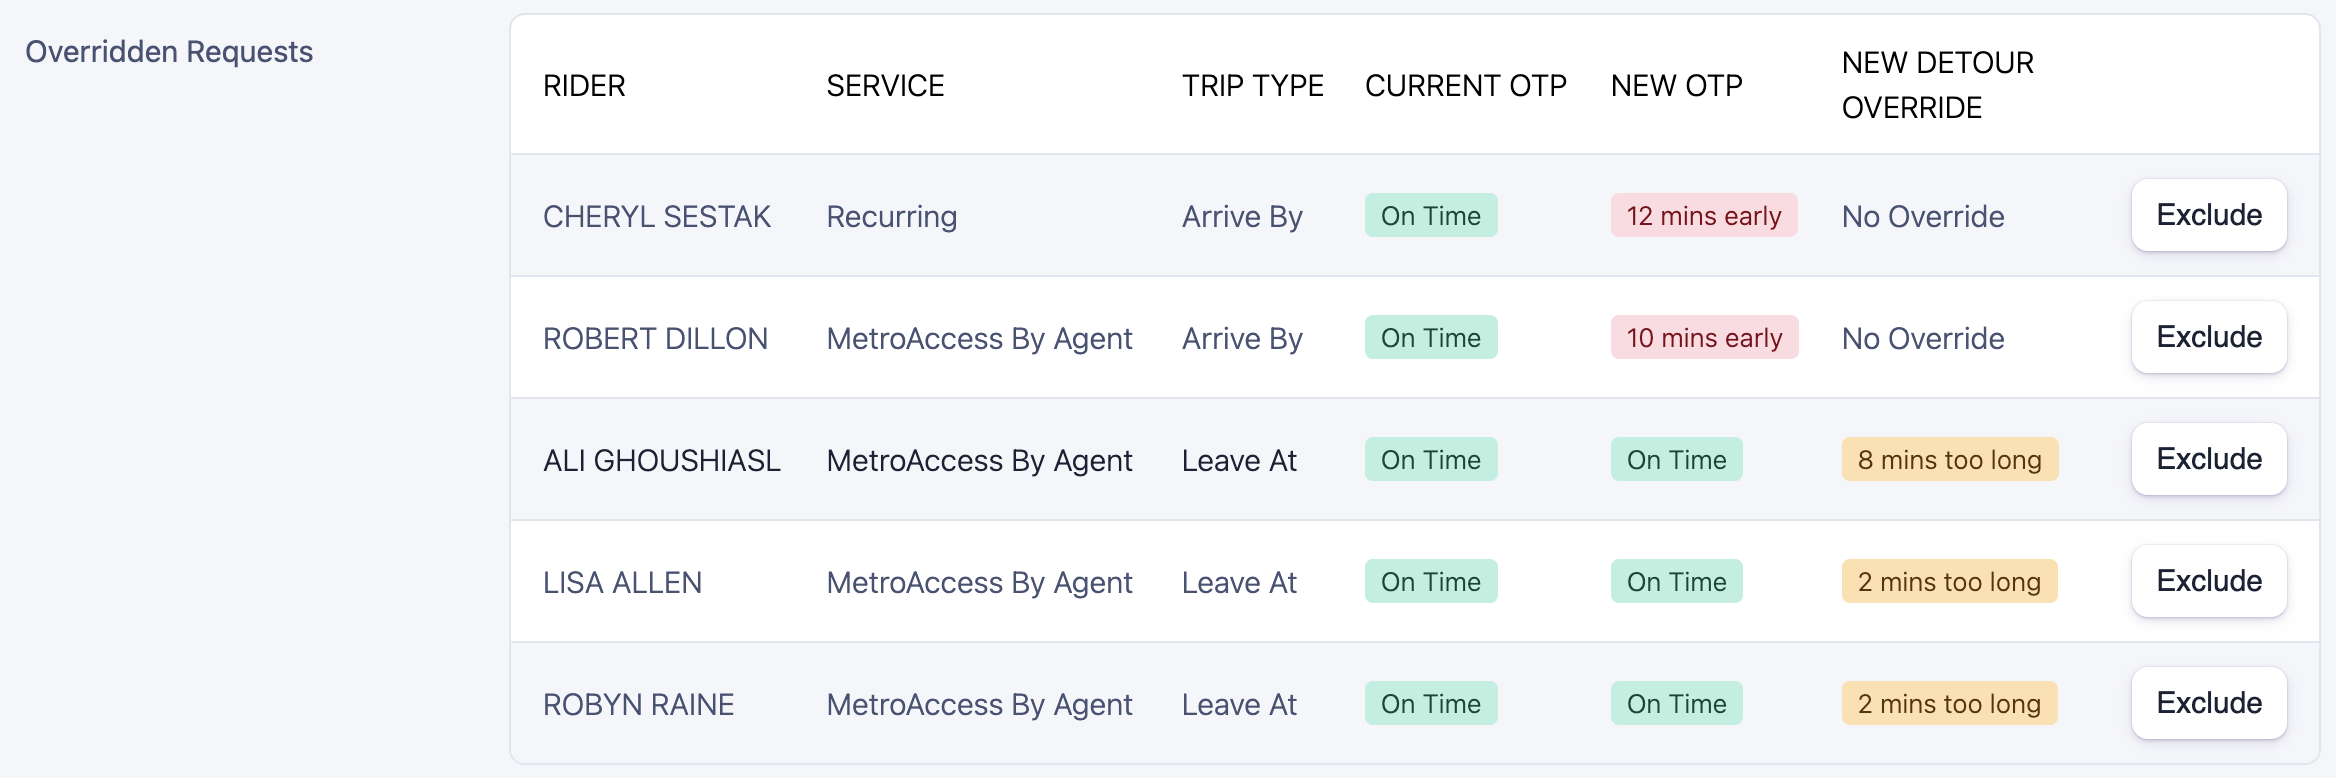 Overridden Requests
RIDER SERVICE TRIP TYPE CURRENT OTP NEW OTP NEW DETOUR
OVERRIDE
CHERYL SESTAK Recurring Arrive By On Time 12 mins early No Override Exclude
ROBERT DILLON MetroAccess By Agent Arrive By On Time 10 mins early No Override Exclude
ALI GHOUSHIASL MetroAccess By Agent Leave At On Time On Time 8 mins too long Exclude
LISA ALLEN MetroAccess By Agent Leave At On Time On Time 2 mins too long Exclude
ROBYN RAINE MetroAccess By Agent Leave At On Time On Time 2 mins too long Exclude